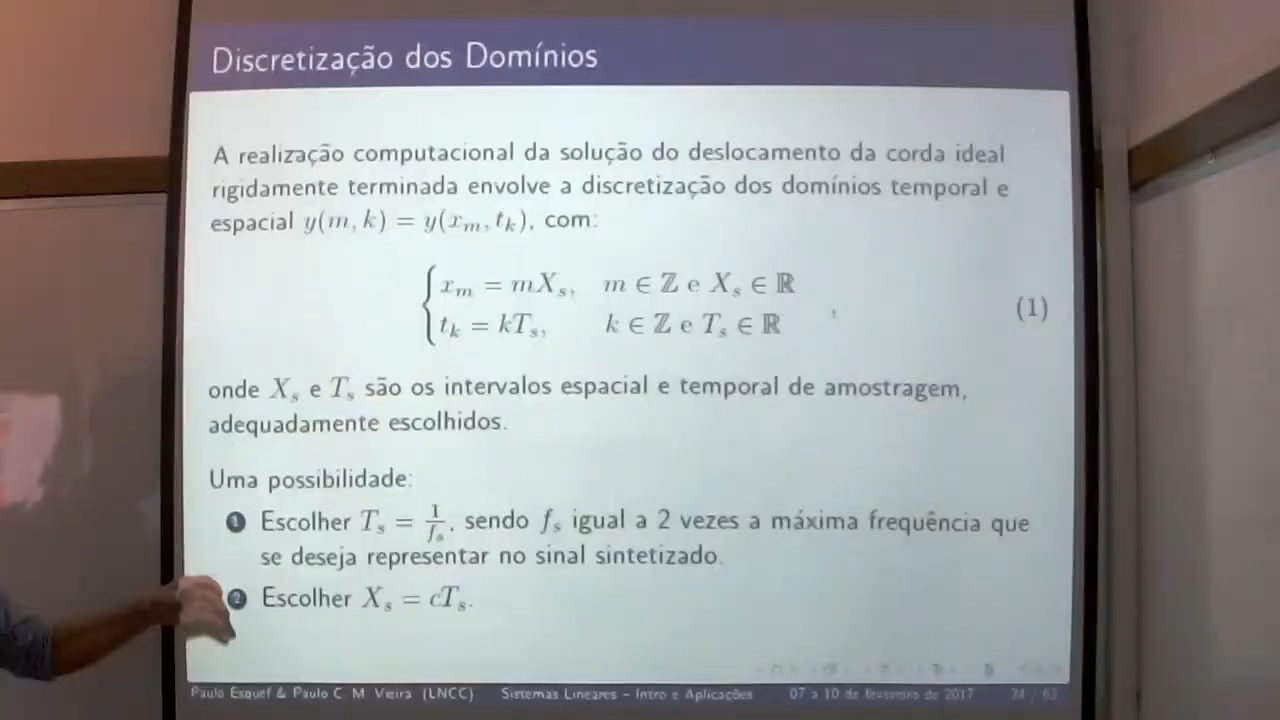 Discretização dos Domínios
A realização computacional da solução do deslocamento da corda ideal
rigidamente terminada envolve a discretização dos domínios temporal e
espacial y(m, k) = y(x_m, t_k), com:
x_m = mX_s, m ∈ ℤ e X_s ∈ ℝ
t_k = kT_s, k ∈ ℤ e T_s ∈ ℝ ,
(1)
onde X_s e T_s são os intervalos espacial e temporal de amostragem,
adequadamente escolhidos.
Uma possibilidade:
1 Escolher T_s = 1/f_s, sendo f_s igual a 2 vezes a máxima frequência que
se deseja representar no sinal sintetizado.
2 Escolher X_s = cT_s.
Paulo Esquef & Paulo C. M. Vieira (LNCC) Sistemas Lineares – Intro e Aplicações 07 a 10 de fevereiro de 2017 34 / 63